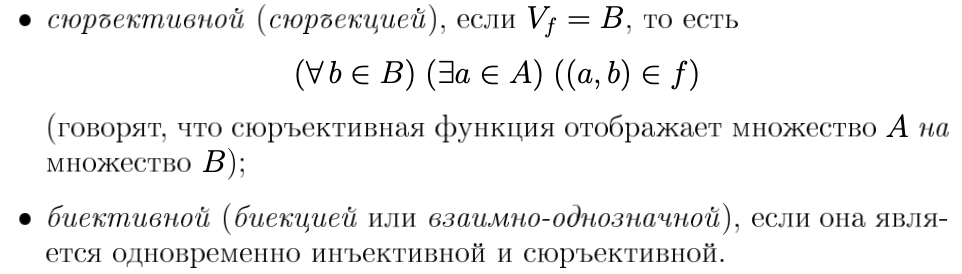 • сюръективной (сюръекцией), если V_f = B, то есть
(∀ b ∈ B) (∃a ∈ A) ((a, b) ∈ f)
(говорят, что сюръективная функция отображает множество A на
множество B);
• биективной (биекцией или взаимно-однозначной), если она явля-
ется одновременно инъективной и сюръективной.